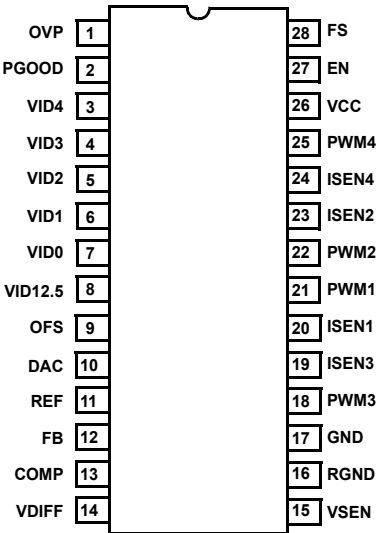 OVP 1 28 FS
PGOOD 2 27 EN
VID4 3 26 VCC
VID3 4 25 PWM4
VID2 5 24 ISEN4
VID1 6 23 ISEN2
VID0 7 22 PWM2
VID12.5 8 21 PWM1
OFS 9 20 ISEN1
DAC 10 19 ISEN3
REF 11 18 PWM3
FB 12 17 GND
COMP 13 16 RGND
VDIFF 14 15 VSEN